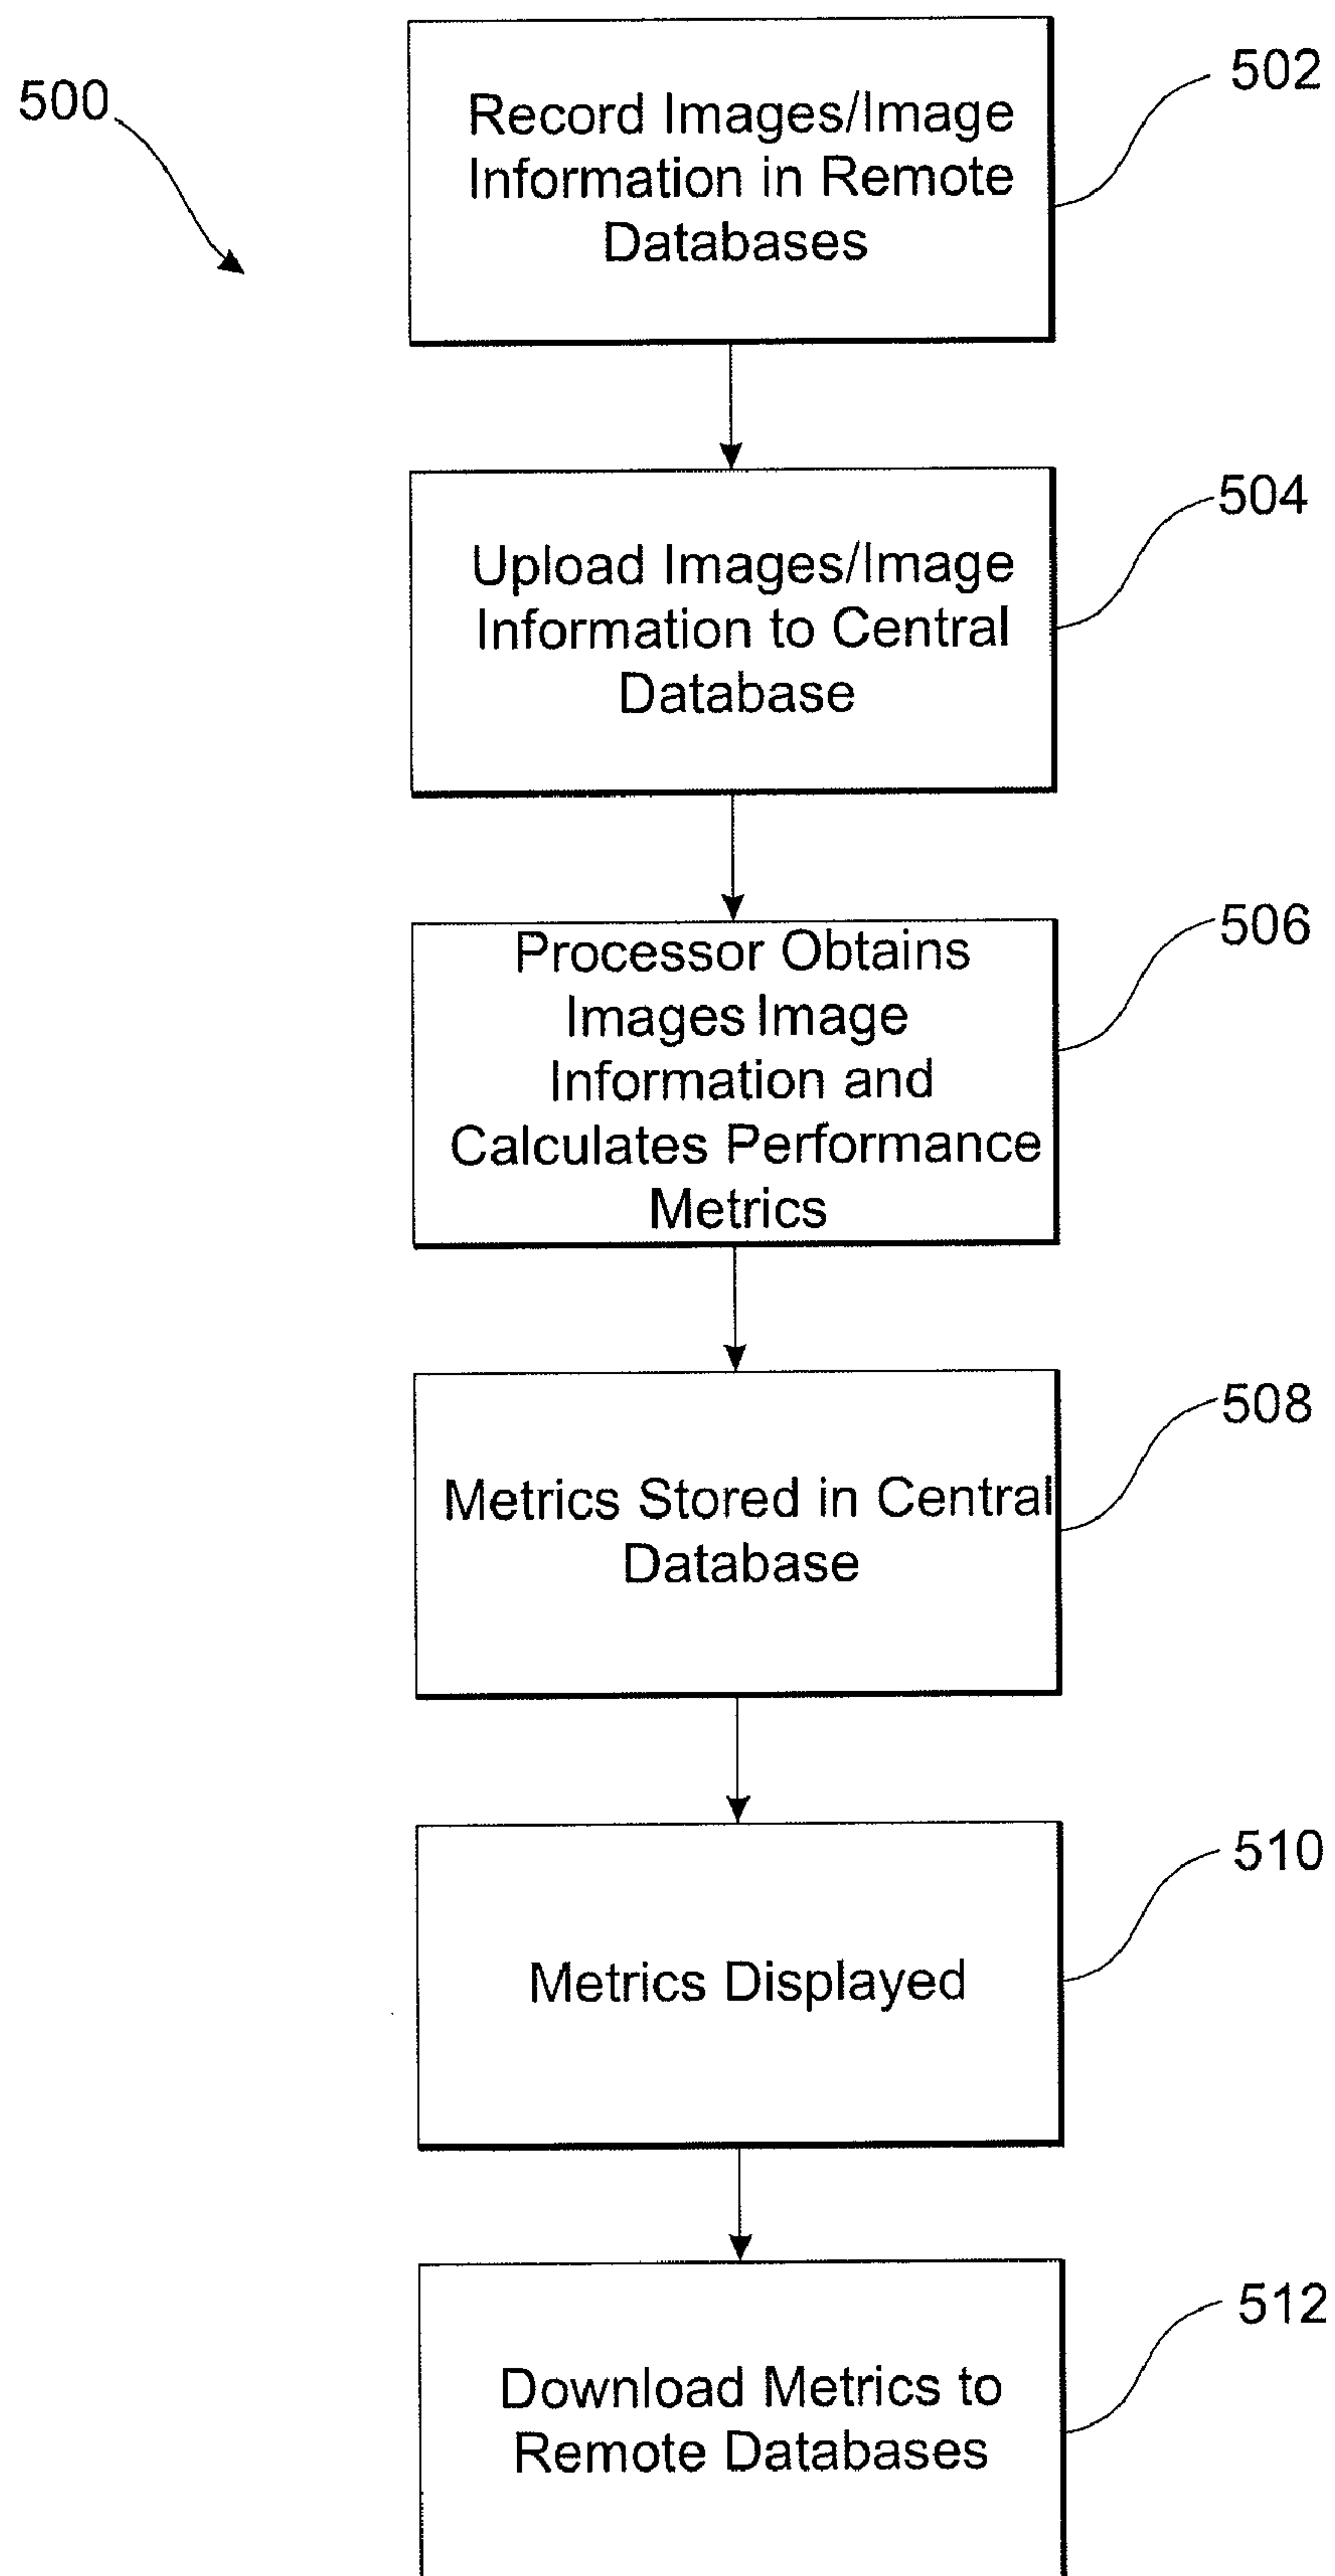 500
502
Record Images/Image
Information in Remote
Databases
504
Upload Images/Image
Information to Central
Database
506
Processor Obtains
Images Image
Information and
Calculates Performance
Metrics
508
Metrics Stored in Central
Database
510
Metrics Displayed
512
Download Metrics to
Remote Databases